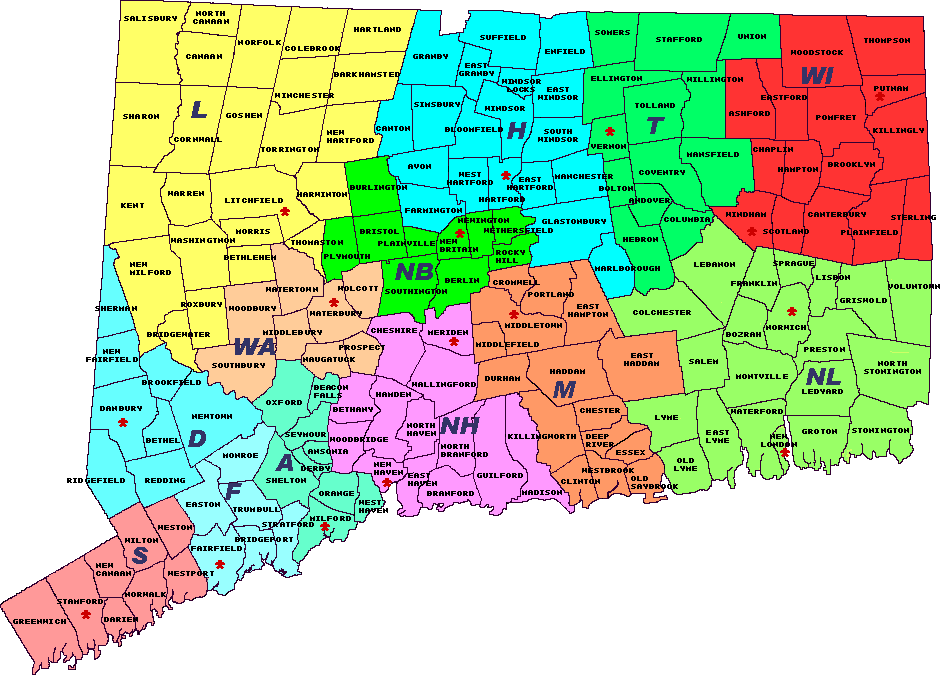 SALISBURY
NORTH
CANAAN
CANAAN
NORFOLK
COLEBROOK
HARTLAND
BARKHAMSTED
WINCHESTER
SHARON
L
GOSHEN
CORNWALL
TORRINGTON
NEW
HARTFORD
KENT
WARREN
LITCHFIELD
HARWINTON
MORRIS
WASHINGTON
BETHLEHEM
THOMASTON
NEW
MILFORD
ROXBURY
BRIDGEWATER
GRANBY
SUFFIELD
ENFIELD
EAST
GRANBY
WINDSOR
LOCKS
EAST
WINDSOR
SIMSBURY
WINDSOR
CANTON
BLOOMFIELD
H
SOUTH
WINDSOR
AVON
WEST
HARTFORD
EAST
HARTFORD
MANCHESTER
HARTFORD
FARMINGTON
GLASTONBURY
MARLBOROUGH
SOMERS
STAFFORD
UNION
ELLINGTON
WILLINGTON
TOLLAND
T
VERNON
MANSFIELD
COVENTRY
BOLTON
ANDOVER
COLUMBIA
HEBRON
WOODSTOCK
THOMPSON
WI
PUTNAM
EASTFORD
ASHFORD
POMFRET
KILLINGLY
CHAPLIN
HAMPTON
BROOKLYN
WINDHAM
SCOTLAND
CANTERBURY
PLAINFIELD
STERLING
BURLINGTON
BRISTOL
PLYMOUTH
PLAINVILLE
NEWINGTON
NEW
BRITAIN
WETHERSFIELD
ROCKY
HILL
NB
BERLIN
SOUTHINGTON
WATERTOWN
WOLCOTT
WOODBURY
WATERBURY
MIDDLEBURY
WA
PROSPECT
NAUGATUCK
SOUTHBURY
CROMWELL
PORTLAND
EAST
HAMPTON
MIDDLETOWN
MIDDLEFIELD
DURHAM
HADDAM
EAST
HADDAM
M
CHESTER
KILLINGWORTH
DEEP
RIVER
ESSEX
WESTBROOK
CLINTON
OLD
SAYBROOK
LEBANON
SPRAGUE
FRANKLIN
LISBON
VOLUNTOWN
GRISWOLD
COLCHESTER
NORWICH
BOZRAH
PRESTON
SALEM
MONTVILLE
NL
LEDYARD
NORTH
STONINGTON
LYME
WATERFORD
EAST
LYME
NEW
LONDON
GROTON
STONINGTON
OLD
LYME
CHESHIRE
MERIDEN
WALLINGFORD
HAMDEN
BETHANY
WOODBRIDGE
NORTH
HAVEN
NH
NORTH
BRANFORD
NEW
HAVEN
EAST
HAVEN
GUILFORD
BRANFORD
MADISON
OXFORD
BEACON
FALLS
SEYMOUR
ANSONIA
A
DERBY
SHELTON
ORANGE
WEST
HAVEN
MILFORD
SHERMAN
NEW
FAIRFIELD
BROOKFIELD
DANBURY
NEWTOWN
BETHEL
D
RIDGEFIELD
REDDING
MONROE
F
EASTON
TRUMBULL
STRATFORD
BRIDGEPORT
FAIRFIELD
WESTON
WILTON
S
NEW
CANAAN
WESTPORT
NORWALK
STAMFORD
DARIEN
GREENWICH